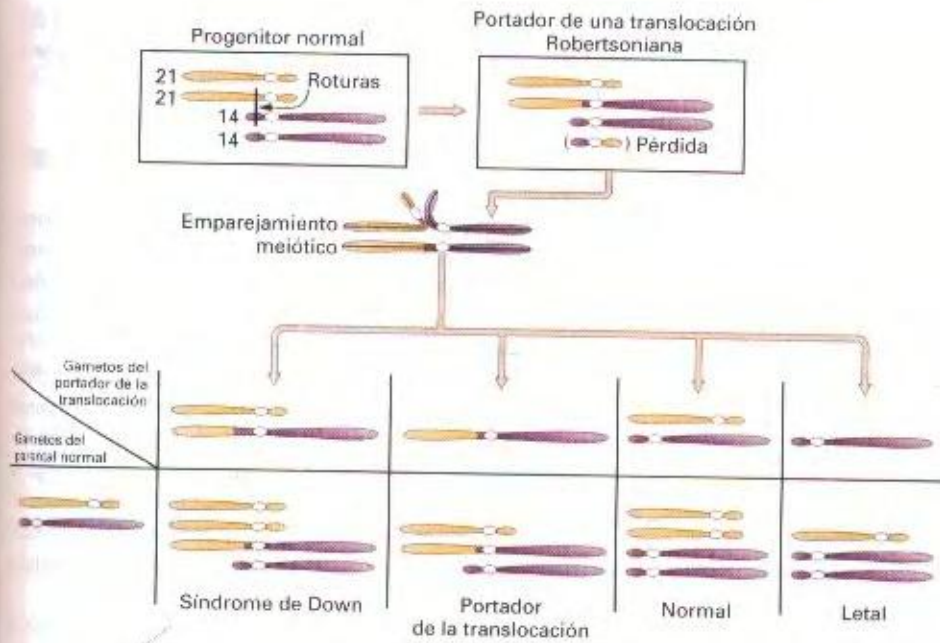 Progenitor normal
Portador de una translocación
Robertsoniana
21
21
Roturas
14
14
Pérdida
Emparejamiento
meiótico
Gametos del
portador de la
translocación
Gametos del
parental normal
Síndrome de Down
Portador
de la translocación
Normal
Letal